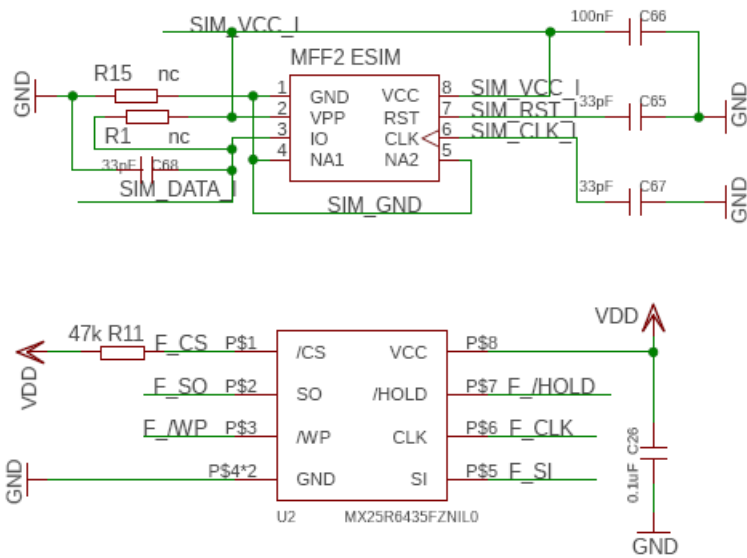 SIM_VCC_I
100nF C66
MFF2 ESIM
R15 nc
GND
1 GND VCC 8 SIM_VCC_I
2 VPP RST 7 SIM_RST_I 33pF C65
GND
R1 nc
3 IO CLK 6 SIM_CLK_I
4 NA1 NA2 5
33pF C68
SIM_DATA_I
33pF C67
GND
SIM_GND
VDD
47k R11
VDD
F_CS P$1 /CS VCC P$8
F_SO P$2 SO /HOLD P$7 F_/HOLD
F_/WP P$3 /WP CLK P$6 F_CLK
GND
P$4*2 GND SI P$5 F_SI
0.1uF C26
U2 MX25R6435FZNIL0
GND